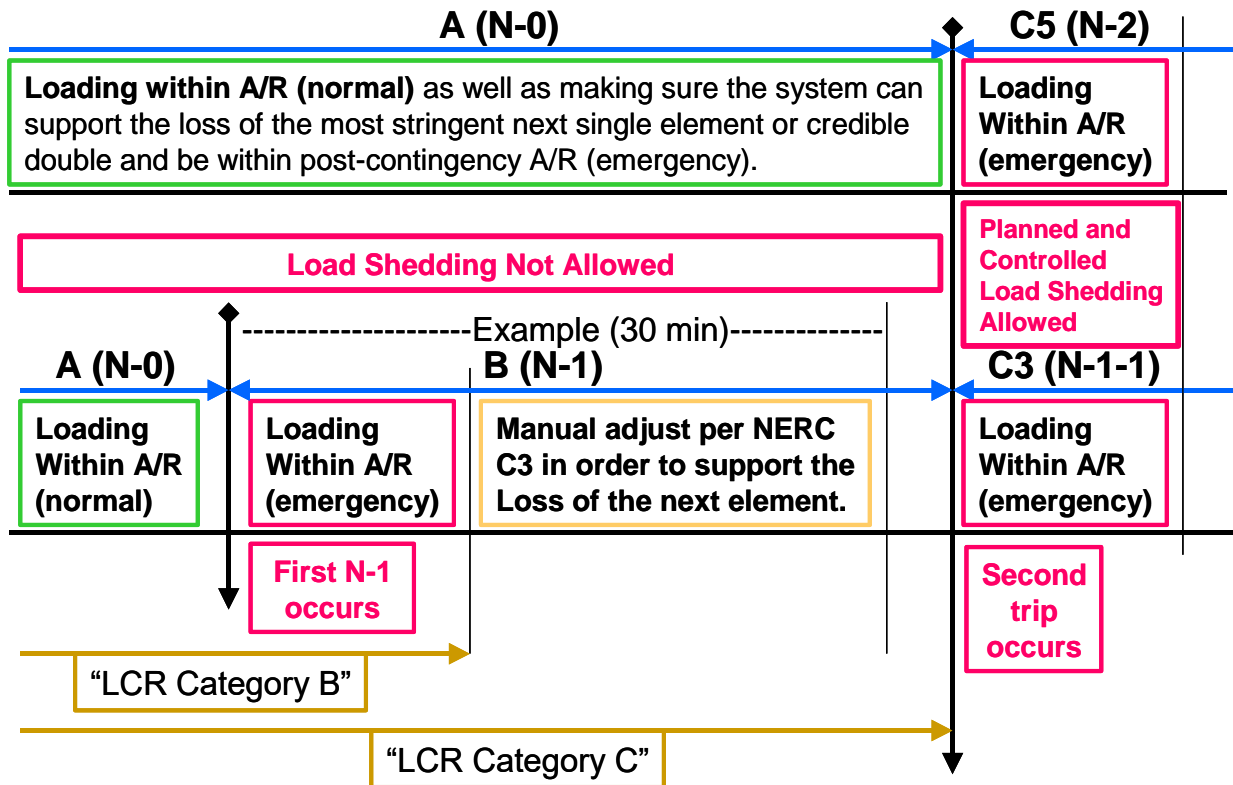 A (N-0)
C5 (N-2)
Loading within A/R (normal) as well as making sure the system can
support the loss of the most stringent next single element or credible
double and be within post-contingency A/R (emergency).
Loading
Within A/R
(emergency)
Load Shedding Not Allowed
Planned and
Controlled
Load Shedding
Allowed
--------------------Example (30 min)--------------
A (N-0)
B (N-1)
C3 (N-1-1)
Loading
Within A/R
(normal)
Loading
Within A/R
(emergency)
Manual adjust per NERC
C3 in order to support the
Loss of the next element.
Loading
Within A/R
(emergency)
First N-1
occurs
Second
trip
occurs
“LCR Category B”
“LCR Category C”